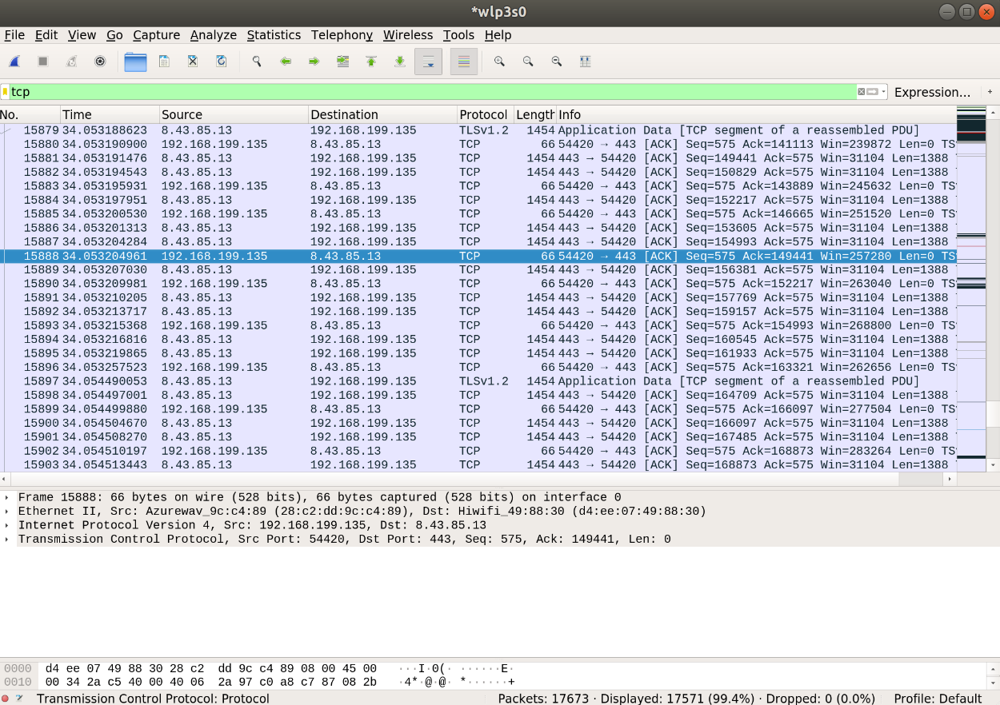 *wlp3s0
File Edit View Go Capture Analyze Statistics Telephony Wireless Tools Help
tcp Expression… +
No. Time Source Destination Protocol Length Info
15879 34.053188623 8.43.85.13 192.168.199.135 TLSv1.2 1454 Application Data [TCP segment of a reassembled PDU]
15880 34.053190900 192.168.199.135 8.43.85.13 TCP 66 54420 → 443 [ACK] Seq=575 Ack=141113 Win=239872 Len=0 TS
15881 34.053191476 8.43.85.13 192.168.199.135 TCP 1454 443 → 54420 [ACK] Seq=149441 Ack=575 Win=31104 Len=1388
15882 34.053194543 8.43.85.13 192.168.199.135 TCP 1454 443 → 54420 [ACK] Seq=150829 Ack=575 Win=31104 Len=1388
15883 34.053195931 192.168.199.135 8.43.85.13 TCP 66 54420 → 443 [ACK] Seq=575 Ack=143889 Win=245632 Len=0 TS
15884 34.053197951 8.43.85.13 192.168.199.135 TCP 1454 443 → 54420 [ACK] Seq=152217 Ack=575 Win=31104 Len=1388
15885 34.053200530 192.168.199.135 8.43.85.13 TCP 66 54420 → 443 [ACK] Seq=575 Ack=146665 Win=251520 Len=0 TS
15886 34.053201313 8.43.85.13 192.168.199.135 TCP 1454 443 → 54420 [ACK] Seq=153605 Ack=575 Win=31104 Len=1388
15887 34.053204284 8.43.85.13 192.168.199.135 TCP 1454 443 → 54420 [ACK] Seq=154993 Ack=575 Win=31104 Len=1388
15888 34.053204961 192.168.199.135 8.43.85.13 TCP 66 54420 → 443 [ACK] Seq=575 Ack=149441 Win=257280 Len=0 TS
15889 34.053207030 8.43.85.13 192.168.199.135 TCP 1454 443 → 54420 [ACK] Seq=156381 Ack=575 Win=31104 Len=1388
15890 34.053209981 192.168.199.135 8.43.85.13 TCP 66 54420 → 443 [ACK] Seq=575 Ack=152217 Win=263040 Len=0 TS
15891 34.053210205 8.43.85.13 192.168.199.135 TCP 1454 443 → 54420 [ACK] Seq=157769 Ack=575 Win=31104 Len=1388
15892 34.053213717 8.43.85.13 192.168.199.135 TCP 1454 443 → 54420 [ACK] Seq=159157 Ack=575 Win=31104 Len=1388
15893 34.053215368 192.168.199.135 8.43.85.13 TCP 66 54420 → 443 [ACK] Seq=575 Ack=154993 Win=268800 Len=0 TS
15894 34.053216816 8.43.85.13 192.168.199.135 TCP 1454 443 → 54420 [ACK] Seq=160545 Ack=575 Win=31104 Len=1388
15895 34.053219865 8.43.85.13 192.168.199.135 TCP 1454 443 → 54420 [ACK] Seq=161933 Ack=575 Win=31104 Len=1388
15896 34.053257523 192.168.199.135 8.43.85.13 TCP 66 54420 → 443 [ACK] Seq=575 Ack=163321 Win=262656 Len=0 TS
15897 34.054490053 8.43.85.13 192.168.199.135 TLSv1.2 1454 Application Data [TCP segment of a reassembled PDU]
15898 34.054497001 8.43.85.13 192.168.199.135 TCP 1454 443 → 54420 [ACK] Seq=164709 Ack=575 Win=31104 Len=1388
15899 34.054499880 192.168.199.135 8.43.85.13 TCP 66 54420 → 443 [ACK] Seq=575 Ack=166097 Win=277504 Len=0 TS
15900 34.054504670 8.43.85.13 192.168.199.135 TCP 1454 443 → 54420 [ACK] Seq=166097 Ack=575 Win=31104 Len=1388
15901 34.054508270 8.43.85.13 192.168.199.135 TCP 1454 443 → 54420 [ACK] Seq=167485 Ack=575 Win=31104 Len=1388
15902 34.054510197 192.168.199.135 8.43.85.13 TCP 66 54420 → 443 [ACK] Seq=575 Ack=168873 Win=283264 Len=0 TS
15903 34.054513443 8.43.85.13 192.168.199.135 TCP 1454 443 → 54420 [ACK] Seq=168873 Ack=575 Win=31104 Len=1388
Frame 15888: 66 bytes on wire (528 bits), 66 bytes captured (528 bits) on interface 0
Ethernet II, Src: Azurewav_9c:c4:89 (28:c2:dd:9c:c4:89), Dst: Hiwifi_49:88:30 (d4:ee:07:49:88:30)
Internet Protocol Version 4, Src: 192.168.199.135, Dst: 8.43.85.13
Transmission Control Protocol, Src Port: 54420, Dst Port: 443, Seq: 575, Ack: 149441, Len: 0
0000 d4 ee 07 49 88 30 28 c2 dd 9c c4 89 08 00 45 00 ···I·0(· ······E·
0010 00 34 2a c5 40 00 40 06 2a 97 c0 a8 c7 87 08 2b ·4*·@·@· *······+
Transmission Control Protocol: Protocol Packets: 17673 · Displayed: 17571 (99.4%) · Dropped: 0 (0.0%) Profile: Default